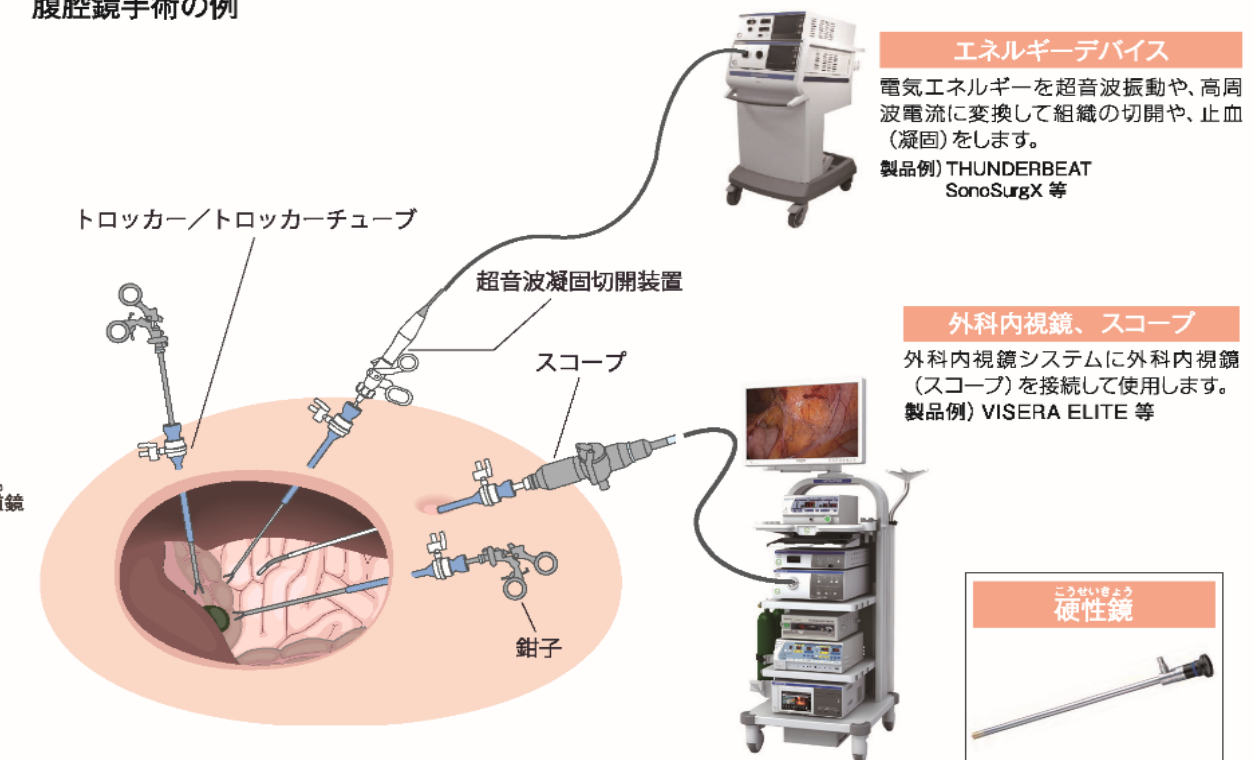 腹腔鏡手術の例
エネルギーデバイス
電気エネルギーを超音波振動や、高周
波電流に変換して組織の切開や、止血
（凝固）をします。
製品例）THUNDERBEAT
SonoSurgX 等
トロッカー／トロッカーチューブ
超音波凝固切開装置
スコープ
鉗子
外科内視鏡、スコープ
外科内視鏡システムに外科内視鏡
（スコープ）を接続して使用します。
製品例）VISERA ELITE 等
鏡
こうせいきょう
硬性鏡